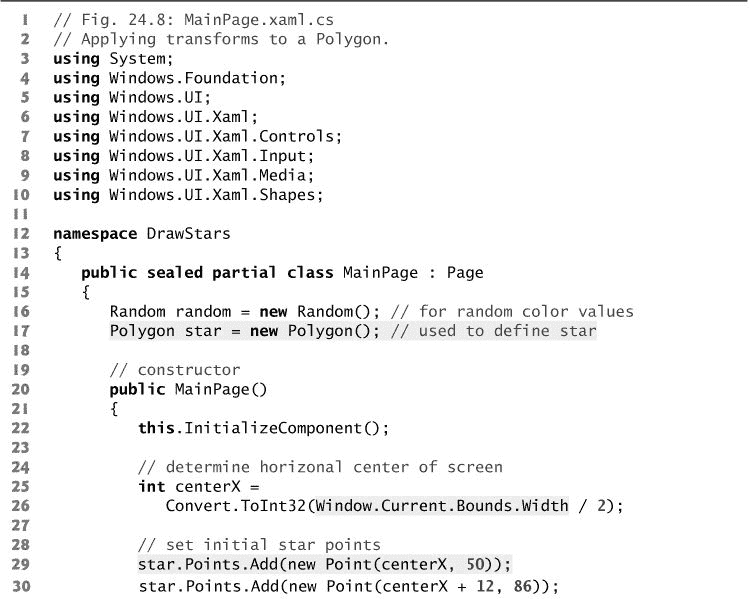 1 // Fig. 24.8: MainPage.xaml.cs
2 // Applying transforms to a Polygon.
3 using System;
4 using Windows.Foundation;
5 using Windows.UI;
6 using Windows.UI.Xaml;
7 using Windows.UI.Xaml.Controls;
8 using Windows.UI.Xaml.Input;
9 using Windows.UI.Xaml.Media;
10 using Windows.UI.Xaml.Shapes;
11
12 namespace DrawStars
13 {
14 public sealed partial class MainPage : Page
15 {
16 Random random = new Random(); // for random color values
17 Polygon star = new Polygon(); // used to define star
18
19 // constructor
20 public MainPage()
21 {
22 this.InitializeComponent();
23
24 // determine horizonal center of screen
25 int centerX =
26 Convert.ToInt32(Window.Current.Bounds.Width / 2);
27
28 // set initial star points
29 star.Points.Add(new Point(centerX, 50));
30 star.Points.Add(new Point(centerX + 12, 86));